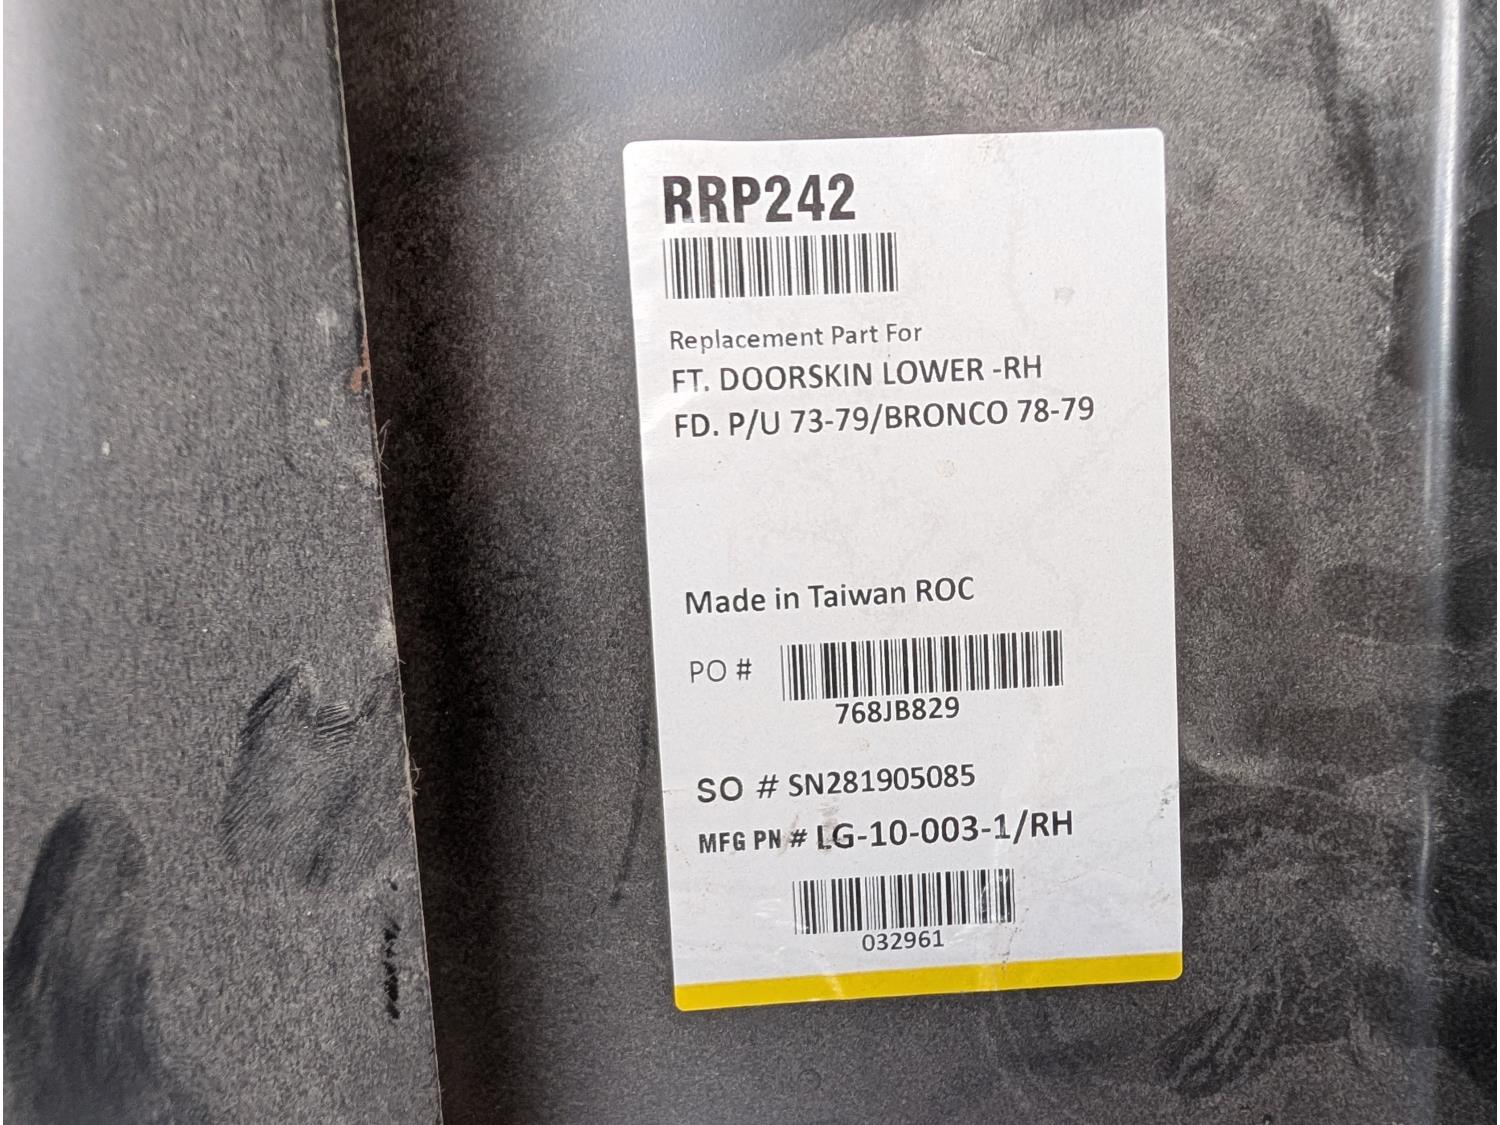 RRP242
Replacement Part For
FT. DOORSKIN LOWER -RH
FD. P/U 73-79/BRONCO 78-79
Made in Taiwan ROC
PO #
768JB829
SO # SN281905085
MFG PN # LG-10-003-1/RH
032961